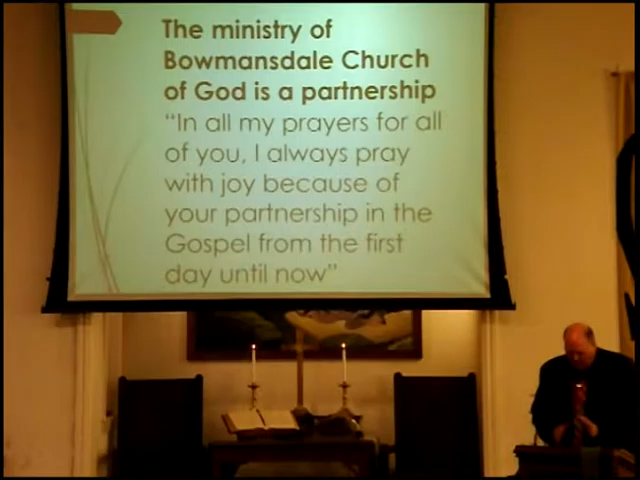 The ministry of
Bowmansdale Church
of God is a partnership
“In all my prayers for all
of you, I always pray
with joy because of
your partnership in the
Gospel from the first
day until now”